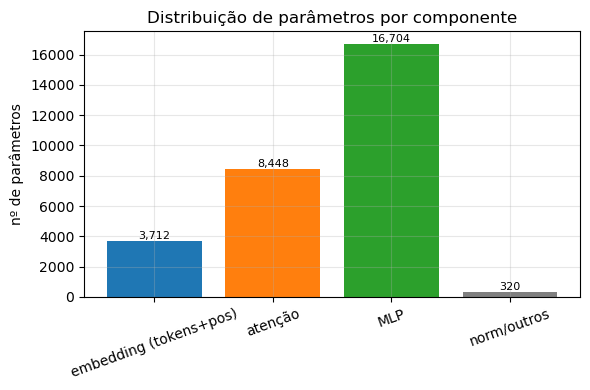 Distribuição de parâmetros por componente
nº de parâmetros
16000
14000
12000
10000
8000
6000
4000
2000
0
3,712
8,448
16,704
320
embedding (tokens+pos)
atenção
MLP
norm/outros